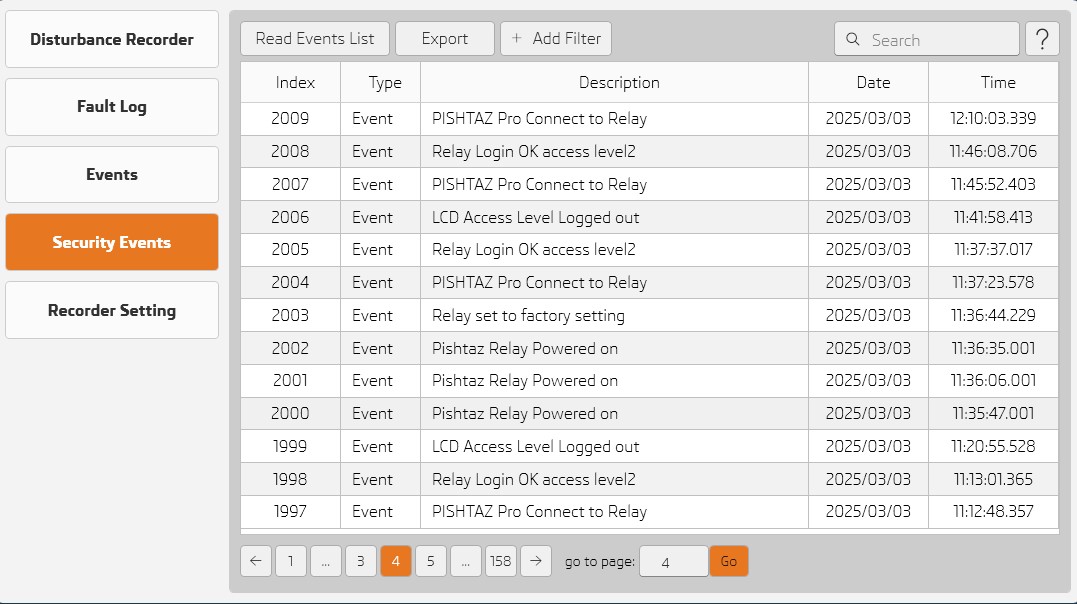 Disturbance Recorder
Fault Log
Events
Security Events
Recorder Setting
Read Events List Export + Add Filter Search ?
Index Type Description Date Time
2009 Event PISHTAZ Pro Connect to Relay 2025/03/03 12:10:03.339
2008 Event Relay Login OK access level2 2025/03/03 11:46:08.706
2007 Event PISHTAZ Pro Connect to Relay 2025/03/03 11:45:52.403
2006 Event LCD Access Level Logged out 2025/03/03 11:41:58.413
2005 Event Relay Login OK access level2 2025/03/03 11:37:37.017
2004 Event PISHTAZ Pro Connect to Relay 2025/03/03 11:37:23.578
2003 Event Relay set to factory setting 2025/03/03 11:36:44.229
2002 Event Pishtaz Relay Powered on 2025/03/03 11:36:35.001
2001 Event Pishtaz Relay Powered on 2025/03/03 11:36:06.001
2000 Event Pishtaz Relay Powered on 2025/03/03 11:35:47.001
1999 Event LCD Access Level Logged out 2025/03/03 11:20:55.528
1998 Event Relay Login OK access level2 2025/03/03 11:13:01.365
1997 Event PISHTAZ Pro Connect to Relay 2025/03/03 11:12:48.357
← 1 ... 3 4 5 ... 158 → go to page: 4 Go